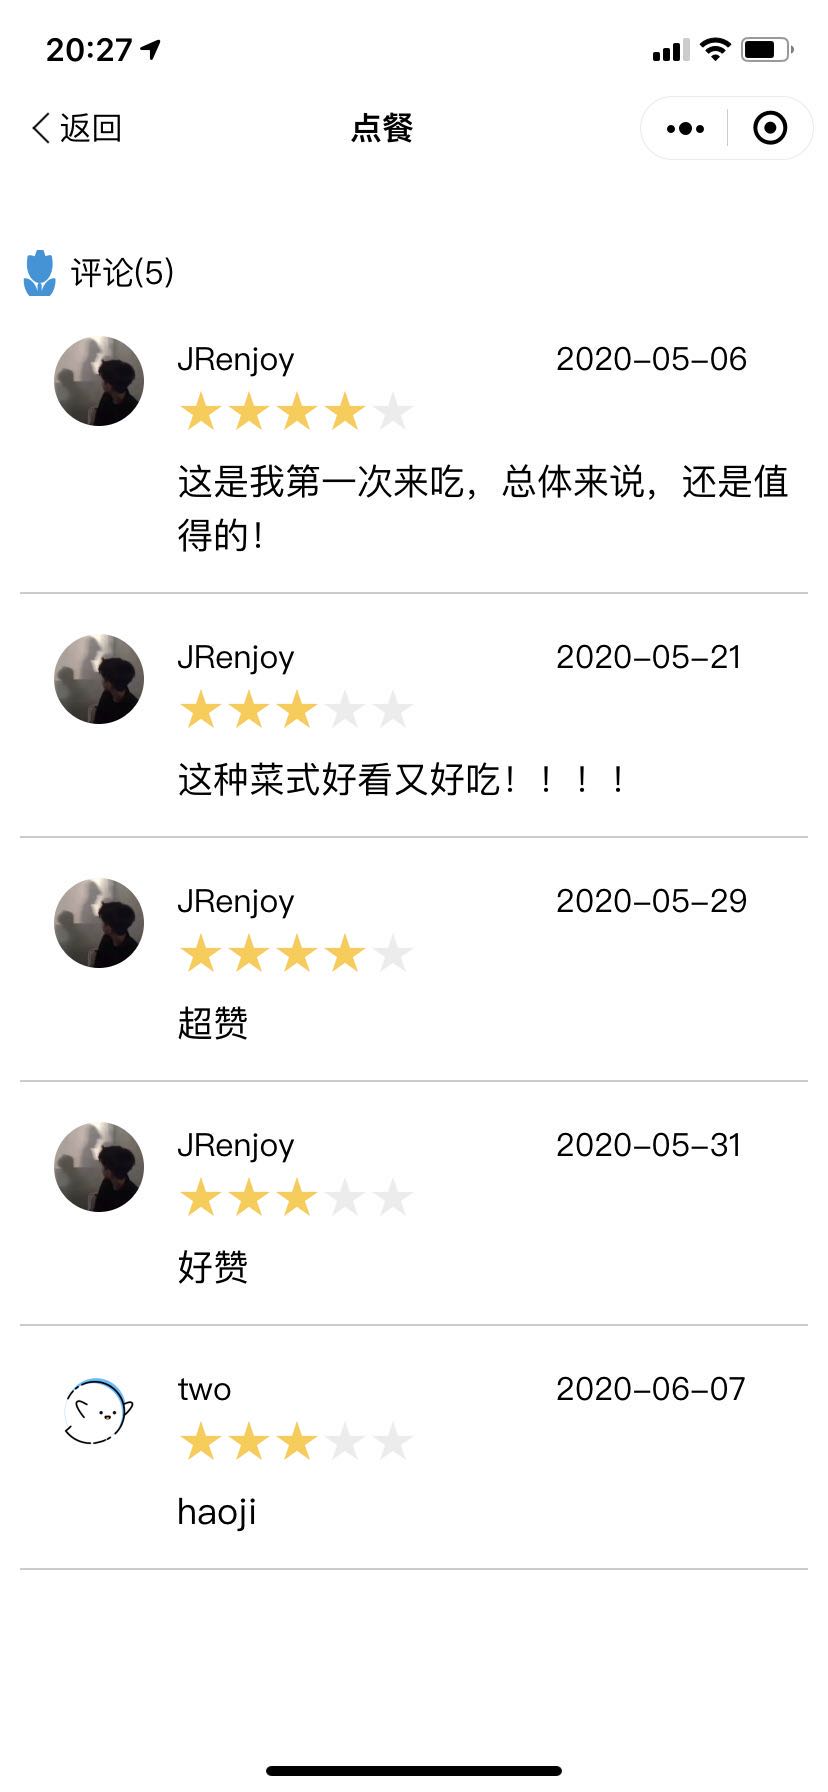 20:27
返回
点餐
评论(5)
JRenjoy 2020-05-06
这是我第一次来吃，总体来说，还是值
得的！
JRenjoy 2020-05-21
这种菜式好看又好吃！！！！
JRenjoy 2020-05-29
超赞
JRenjoy 2020-05-31
好赞
two 2020-06-07
haoji